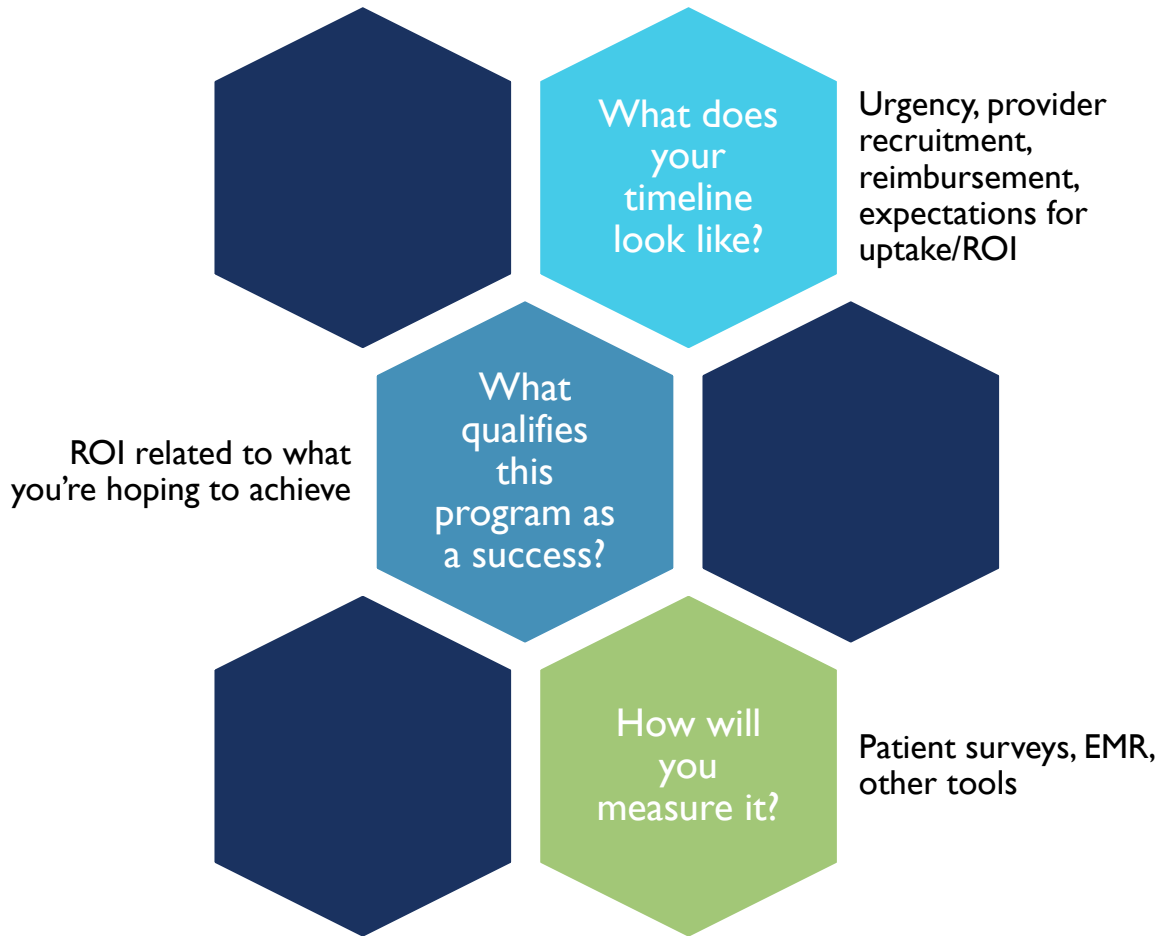 What does
your
timeline
look like?
Urgency, provider
recruitment,
reimbursement,
expectations for
uptake/ROI
What
qualifies
this
program as
a success?
ROI related to what
you’re hoping to achieve
How will
you
measure it?
Patient surveys, EMR,
other tools